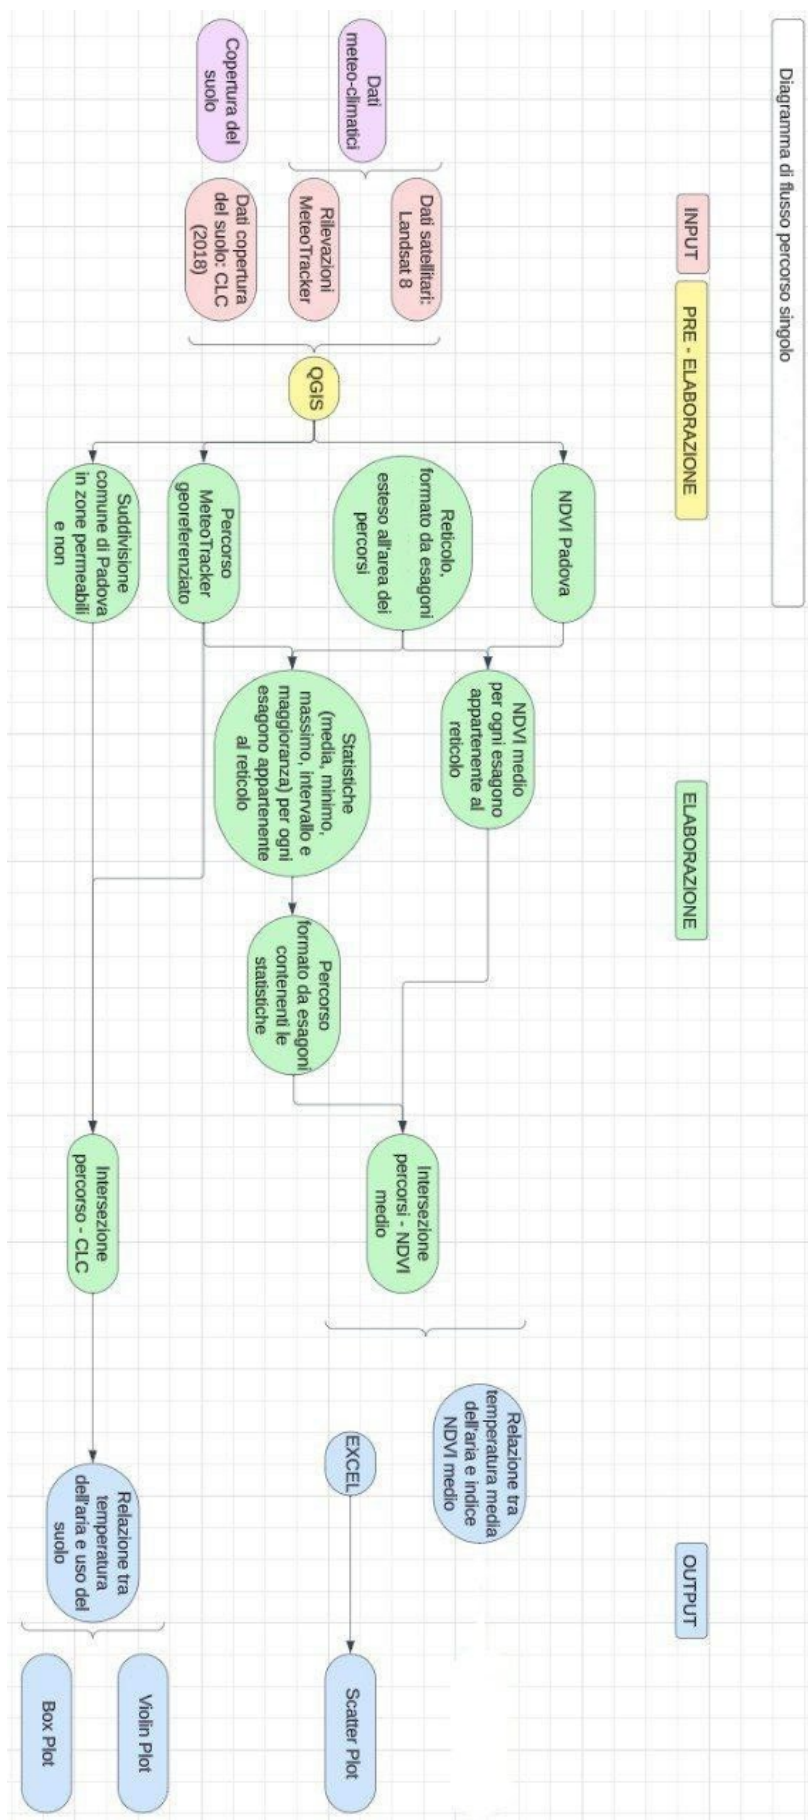 Diagramma di flusso percorso singolo
INPUT
PRE - ELABORAZIONE
ELABORAZIONE
OUTPUT
Dati
meteo-climatici
Copertura del
suolo
Dati satellitari:
Landsat 8
Rilevazioni
MeteoTracker
Dati copertura
del suolo: CLC
(2018)
QGIS
NDVI Padova
Reticolo,
formato da esagoni
esteso all'area dei
percorsi
Percorso
MeteoTracker
georeferenziato
Suddivisione
comune di Padova
in zone permeabili
e non
NDVI medio
per ogni esagono
appartenente al
reticolo
Statistiche
(media, minimo,
massimo, intervallo e
maggioranza) per ogni
esagono appartenente
al reticolo
Percorso
formato da esagoni
contenenti le
statistiche
Intersezione
percorsi - NDVI
medio
Intersezione
percorso - CLC
Relazione tra
temperatura media
dell'aria e indice
NDVI medio
EXCEL
Relazione tra
temperatura
dell'aria e uso del
suolo
Scatter Plot
Violin Plot
Box Plot